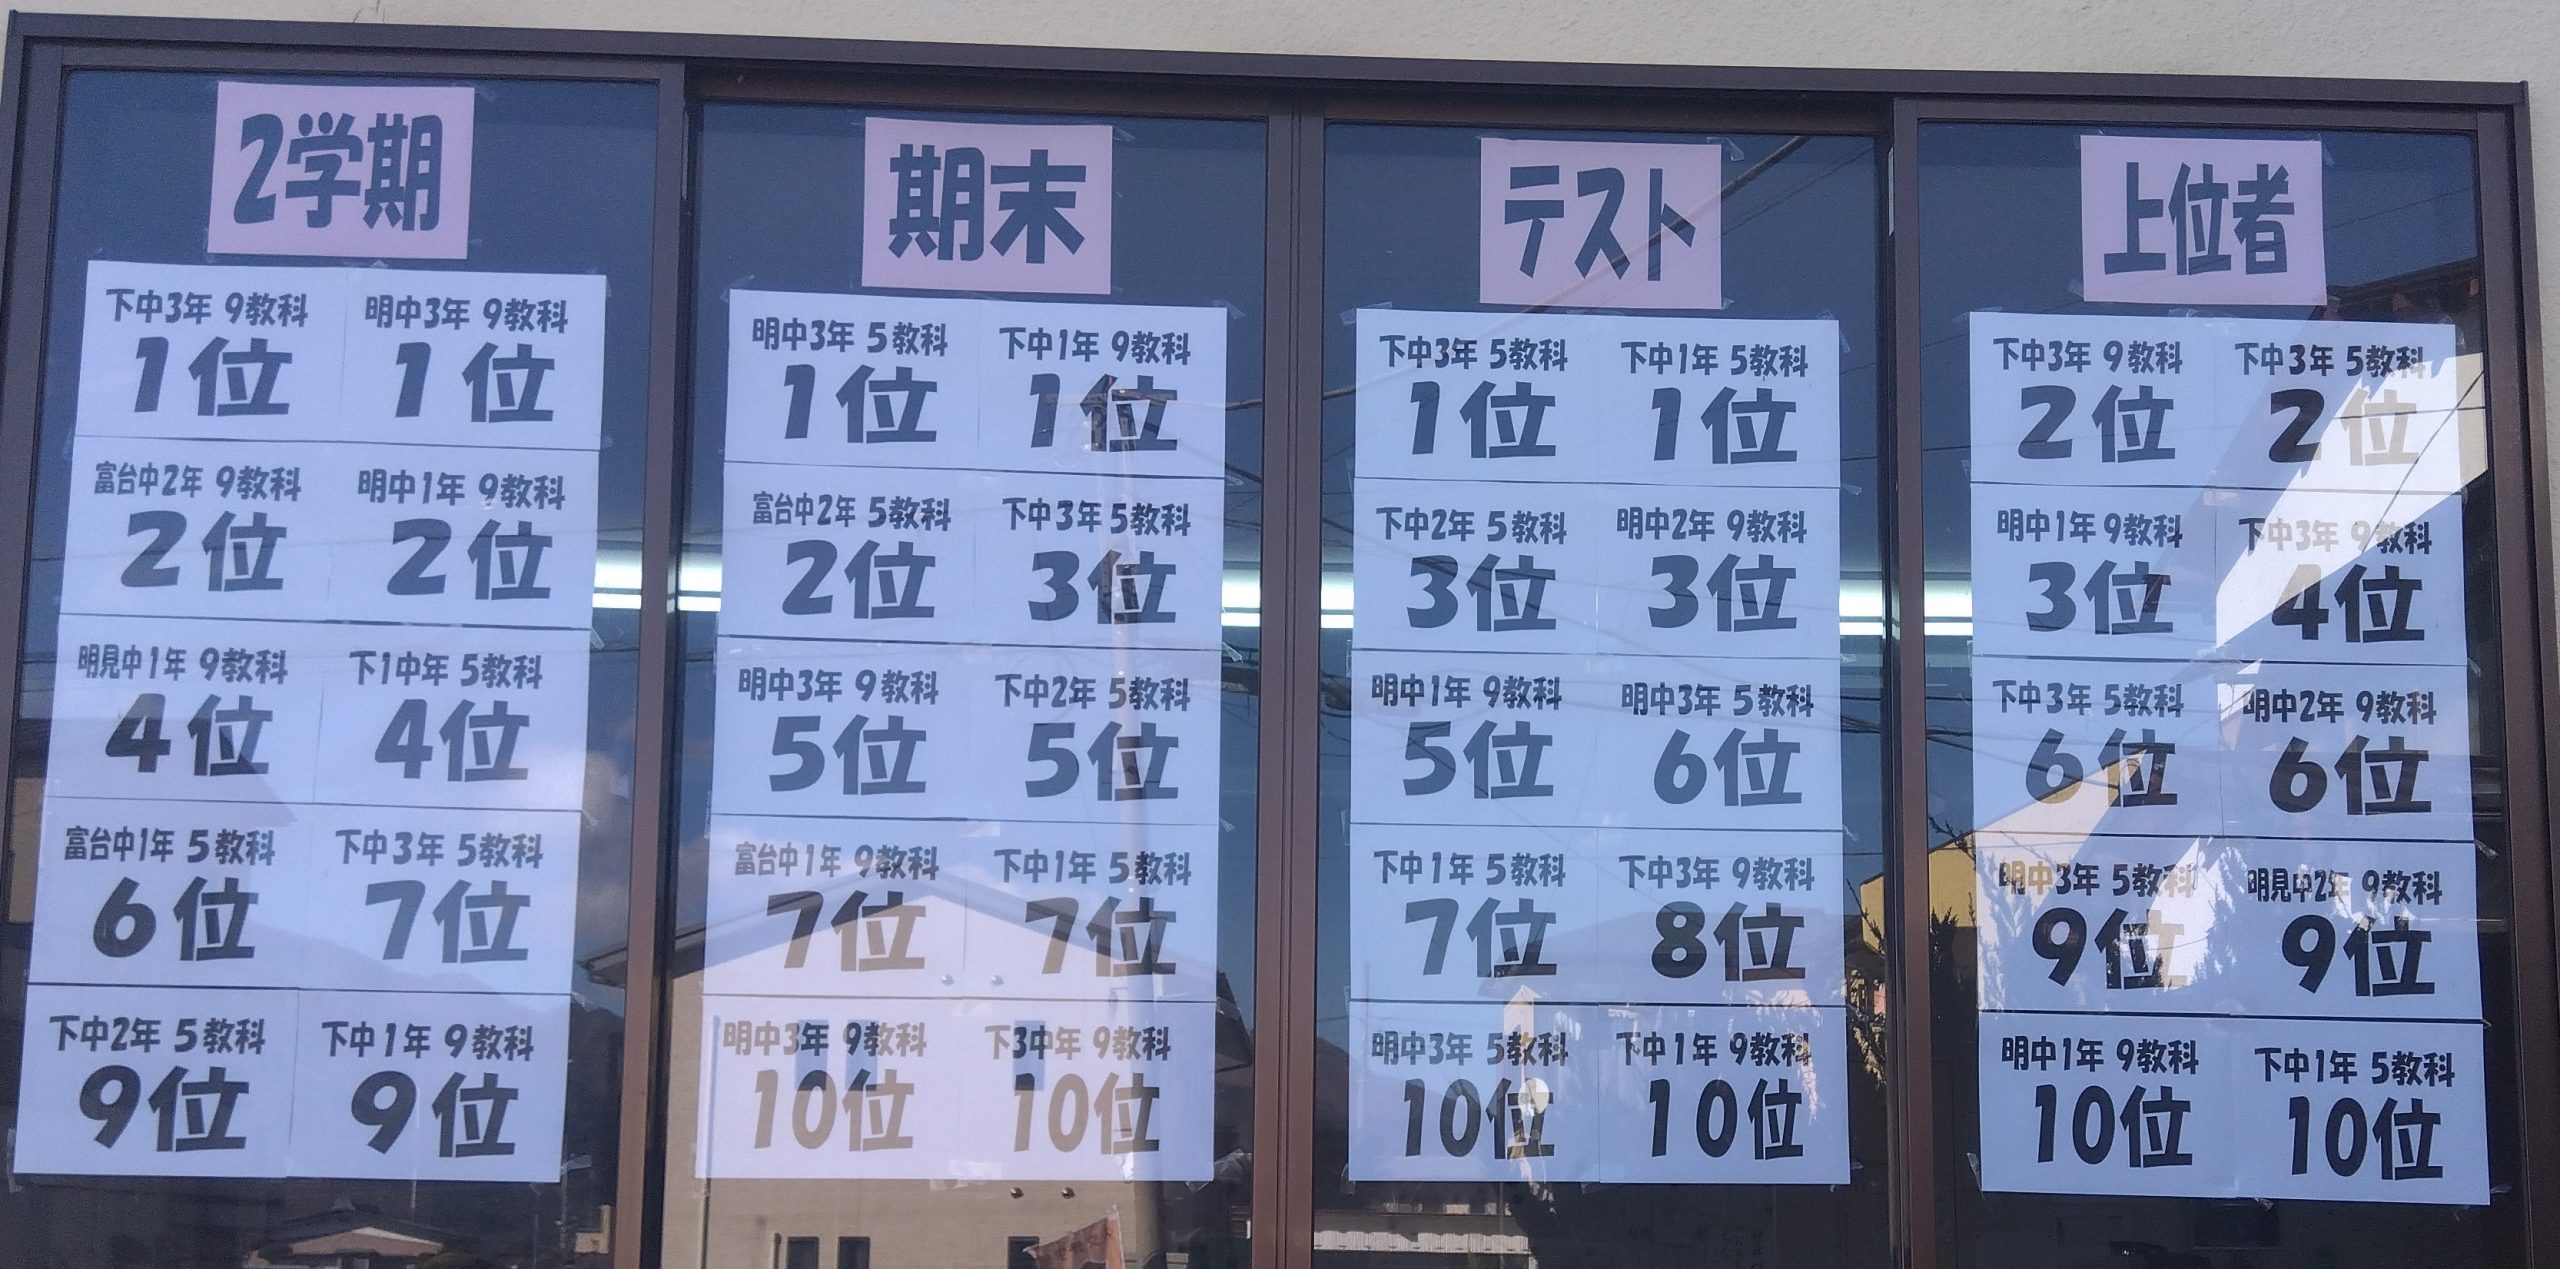 2学期
期末
テスト
上位者
下中3年 9教科
1位
明中3年 9教科
1位
富台中2年 9教科
2位
明中1年 9教科
2位
明見中1年 9教科
4位
下1中年 5教科
4位
富台中1年 5教科
6位
下中3年 5教科
7位
下中2年 5教科
9位
下中1年 9教科
9位
明中3年 5教科
1位
下中1年 9教科
1位
富台中2年 5教科
2位
下中3年 5教科
3位
明中3年 9教科
5位
下中2年 5教科
5位
富台中1年 9教科
7位
下中1年 5教科
7位
明中3年 9教科
10位
下3中年 9教科
10位
下中3年 5教科
1位
下中1年 5教科
1位
下中2年 5教科
3位
明中2年 9教科
3位
明中1年 9教科
5位
明中3年 5教科
6位
下中1年 5教科
7位
下中3年 9教科
8位
明中3年 5教科
10位
下中1年 9教科
10位
下中3年 9教科
2位
下中3年 5教科
2位
明中1年 9教科
3位
下中3年 9教科
4位
下中3年 5教科
6位
明中2年 9教科
6位
明中3年 5教科
9位
明見中2年 9教科
9位
明中1年 9教科
10位
下中1年 5教科
10位